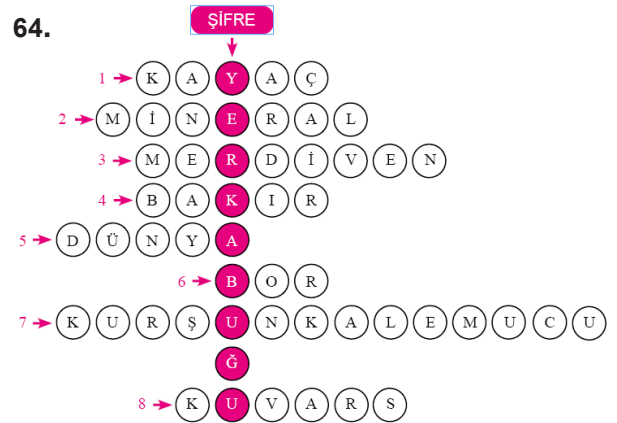 64.
ŞİFRE
1 KAYAÇ
2 MİNERAL
3 MERDİVEN
4 BAKIR
5 DÜNYA
6 BOR
7 KURŞUNKALEMUCU
Ğ
8 KUVARS